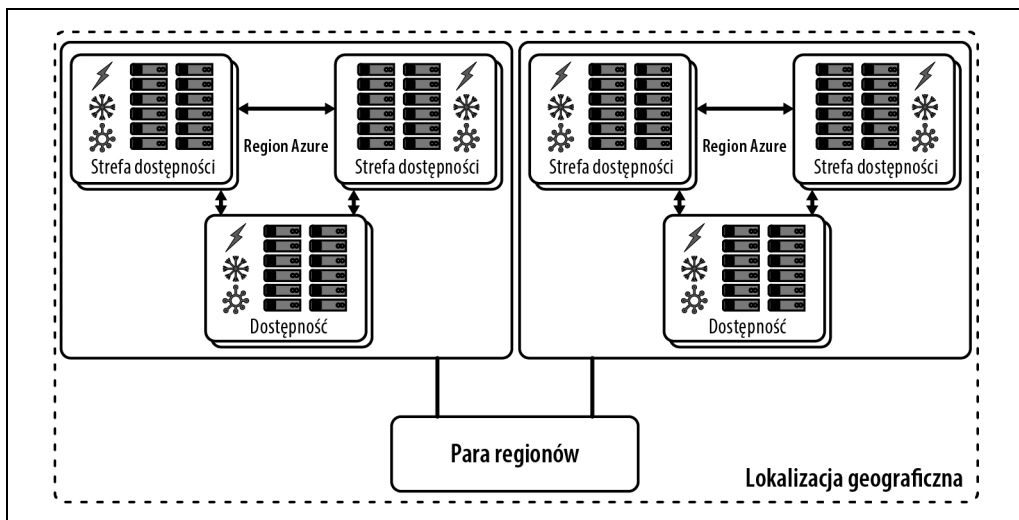 Strefa dostępności
Region Azure
Strefa dostępności
Dostępność
Strefa dostępności
Region Azure
Strefa dostępności
Dostępność
Para regionów
Lokalizacja geograficzna